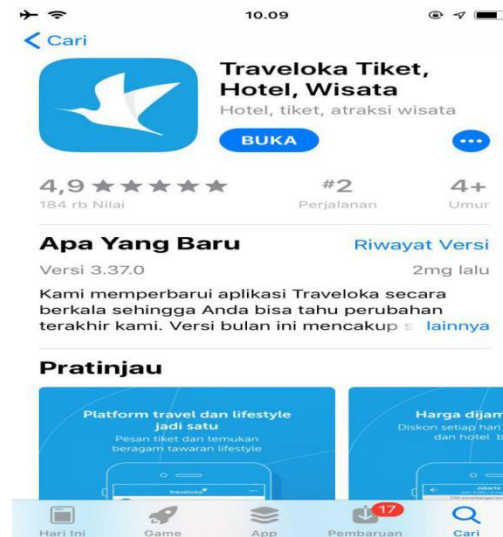 10.09
Cari
Traveloka Tiket,
Hotel, Wisata
Hotel, tiket, atraksi wisata
BUKA
4,9 #2 4+
184 rb Nilai Perjalanan Umur
Apa Yang Baru Riwayat Versi
Versi 3.37.0 2mg lalu
Kami memperbarui aplikasi Traveloka secara
berkala sehingga Anda bisa tahu perubahan
terakhir kami. Versi bulan ini mencakup s lainnya
Pratinjau
Platform travel dan lifestyle
jadi satu
Pesan tiket dan temukan
beragam tawaran lifestyle
traveloka
Harga dijam
Diskon setiap hari
dan hotel b
Jakarta
17
Hari Ini Game App Pembaruan Cari